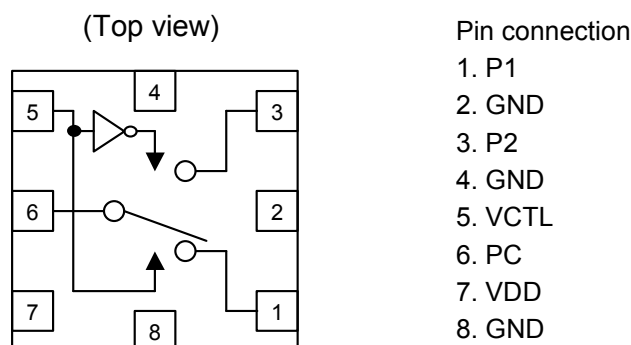 (Top view)
4
5
3
6
2
7
1
8
Pin connection
1. P1
2. GND
3. P2
4. GND
5. VCTL
6. PC
7. VDD
8. GND